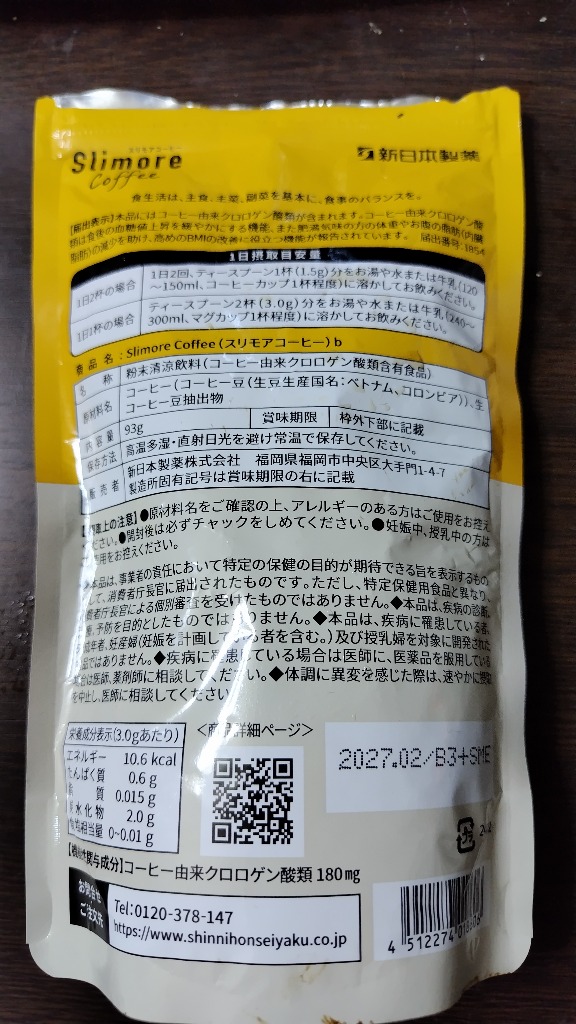 スリモアコーヒー
Slimore
Coffee
新日本製薬
食生活は、主食、主菜、副菜を基本に、食事のバランスを。
【届出表示】本品にはコーヒー由来クロロゲン酸類が含まれます。コーヒー由来クロロゲン酸
類は食後の血糖値上昇を緩やかにする機能、また肥満気味の方の体重やお腹の脂肪(内臓
脂肪)の減少を助け、高めのBMIの改善に役立つ機能が報告されています。 届出番号:I854
1日摂取目安量
1日2杯の場合 1日2回、ティースプーン1杯(1.5g)分をお湯や水または牛乳(120
～150ml、コーヒーカップ1杯程度)に溶かしてお飲みください。
1日1杯の場合 ティースプーン2杯(3.0g)分をお湯や水または牛乳(240～
300ml、マグカップ1杯程度)に溶かしてお飲みください。
商品名:Slimore Coffee(スリモアコーヒー)b
名称 粉末清涼飲料(コーヒー由来クロロゲン酸類含有食品)
原材料名 コーヒー(コーヒー豆(生豆生産国名:ベトナム、コロンビア))、生
コーヒー豆抽出物
内容量 93g 賞味期限 枠外下部に記載
保存方法 高温多湿・直射日光を避け常温で保存してください。
販売者 新日本製薬株式会社 福岡県福岡市中央区大手門1-4-7
製造所固有記号は賞味期限の右に記載
上の注意】●原材料名をご確認の上、アレルギーのある方はご使用をお控え
ください。●開封後は必ずチャックをしめてください。●妊娠中、授乳中の方は
用をお控えください。
◆本品は、事業者の責任において特定の保健の目的が期待できる旨を表示するもの
して、消費者庁長官に届出されたものです。ただし、特定保健用食品と異なり、
費者庁長官による個別審査を受けたものではありません。◆本品は、疾病の診断、
予防を目的としたものではありません。◆本品は、疾病に罹患している者、
成年者、妊産婦(妊娠を計画している者を含む。)及び授乳婦を対象に開発された
品ではありません。◆疾病に罹患している場合は医師に、医薬品を服用している
場合は医師、薬剤師に相談してください。◆体調に異変を感じた際は、速やかに摂取
を中止し、医師に相談してください。
栄養成分表示(3.0gあたり)
エネルギー 10.6 kcal
たんぱく質 0.6 g
脂質 0.015 g
炭水化物 2.0 g
食塩相当量 0~0.01 g
<商品詳細ページ>
2027.02/B3+SME
【機能性関与成分】コーヒー由来クロロゲン酸類 180mg
お問合せ
ご注文先
Tel:0120-378-147
https://www.shinnihonseiyaku.co.jp
4 512274